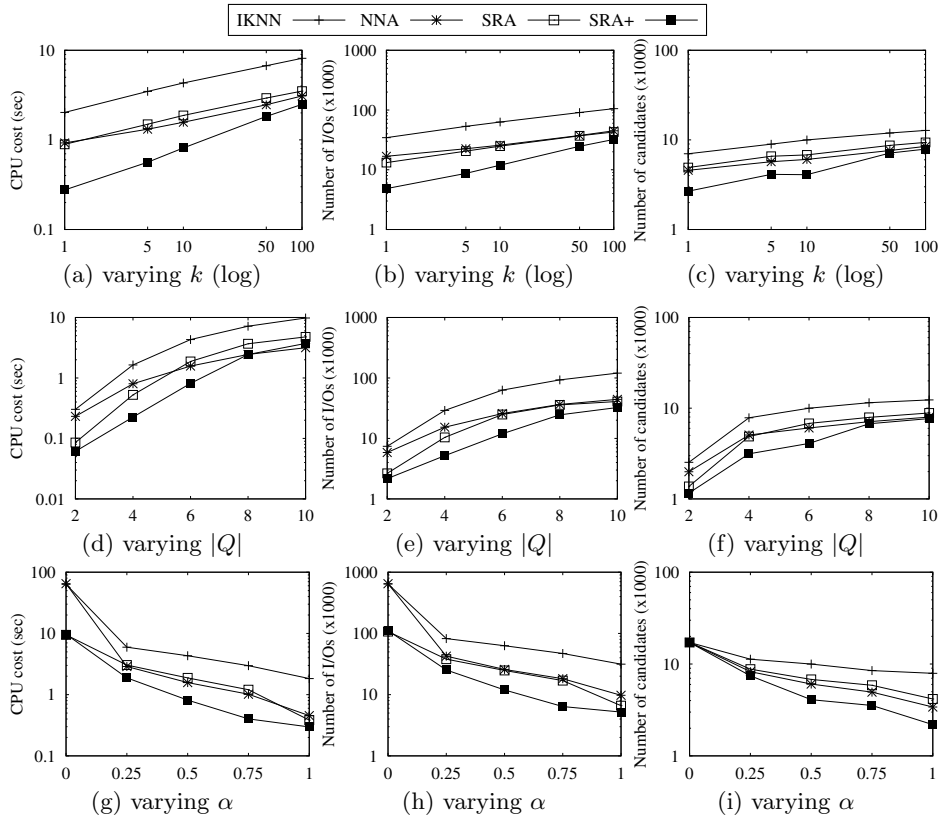 IKNN NNA SRA SRA+
CPU cost (sec)
10
1
0.1
1 5 10 50 100
(a) varying k (log)
Number of I/Os (x1000)
1000
100
10
1
1 5 10 50 100
(b) varying k (log)
Number of candidates (x1000)
100
10
1
1 5 10 50 100
(c) varying k (log)
CPU cost (sec)
10
1
0.1
0.01
2 4 6 8 10
(d) varying |Q|
Number of I/Os (x1000)
1000
100
10
1
2 4 6 8 10
(e) varying |Q|
Number of candidates (x1000)
100
10
1
2 4 6 8 10
(f) varying |Q|
CPU cost (sec)
100
10
1
0.1
0 0.25 0.5 0.75 1
(g) varying α
Number of I/Os (x1000)
1000
100
10
1
0 0.25 0.5 0.75 1
(h) varying α
Number of candidates (x1000)
100
10
1
0 0.25 0.5 0.75 1
(i) varying α